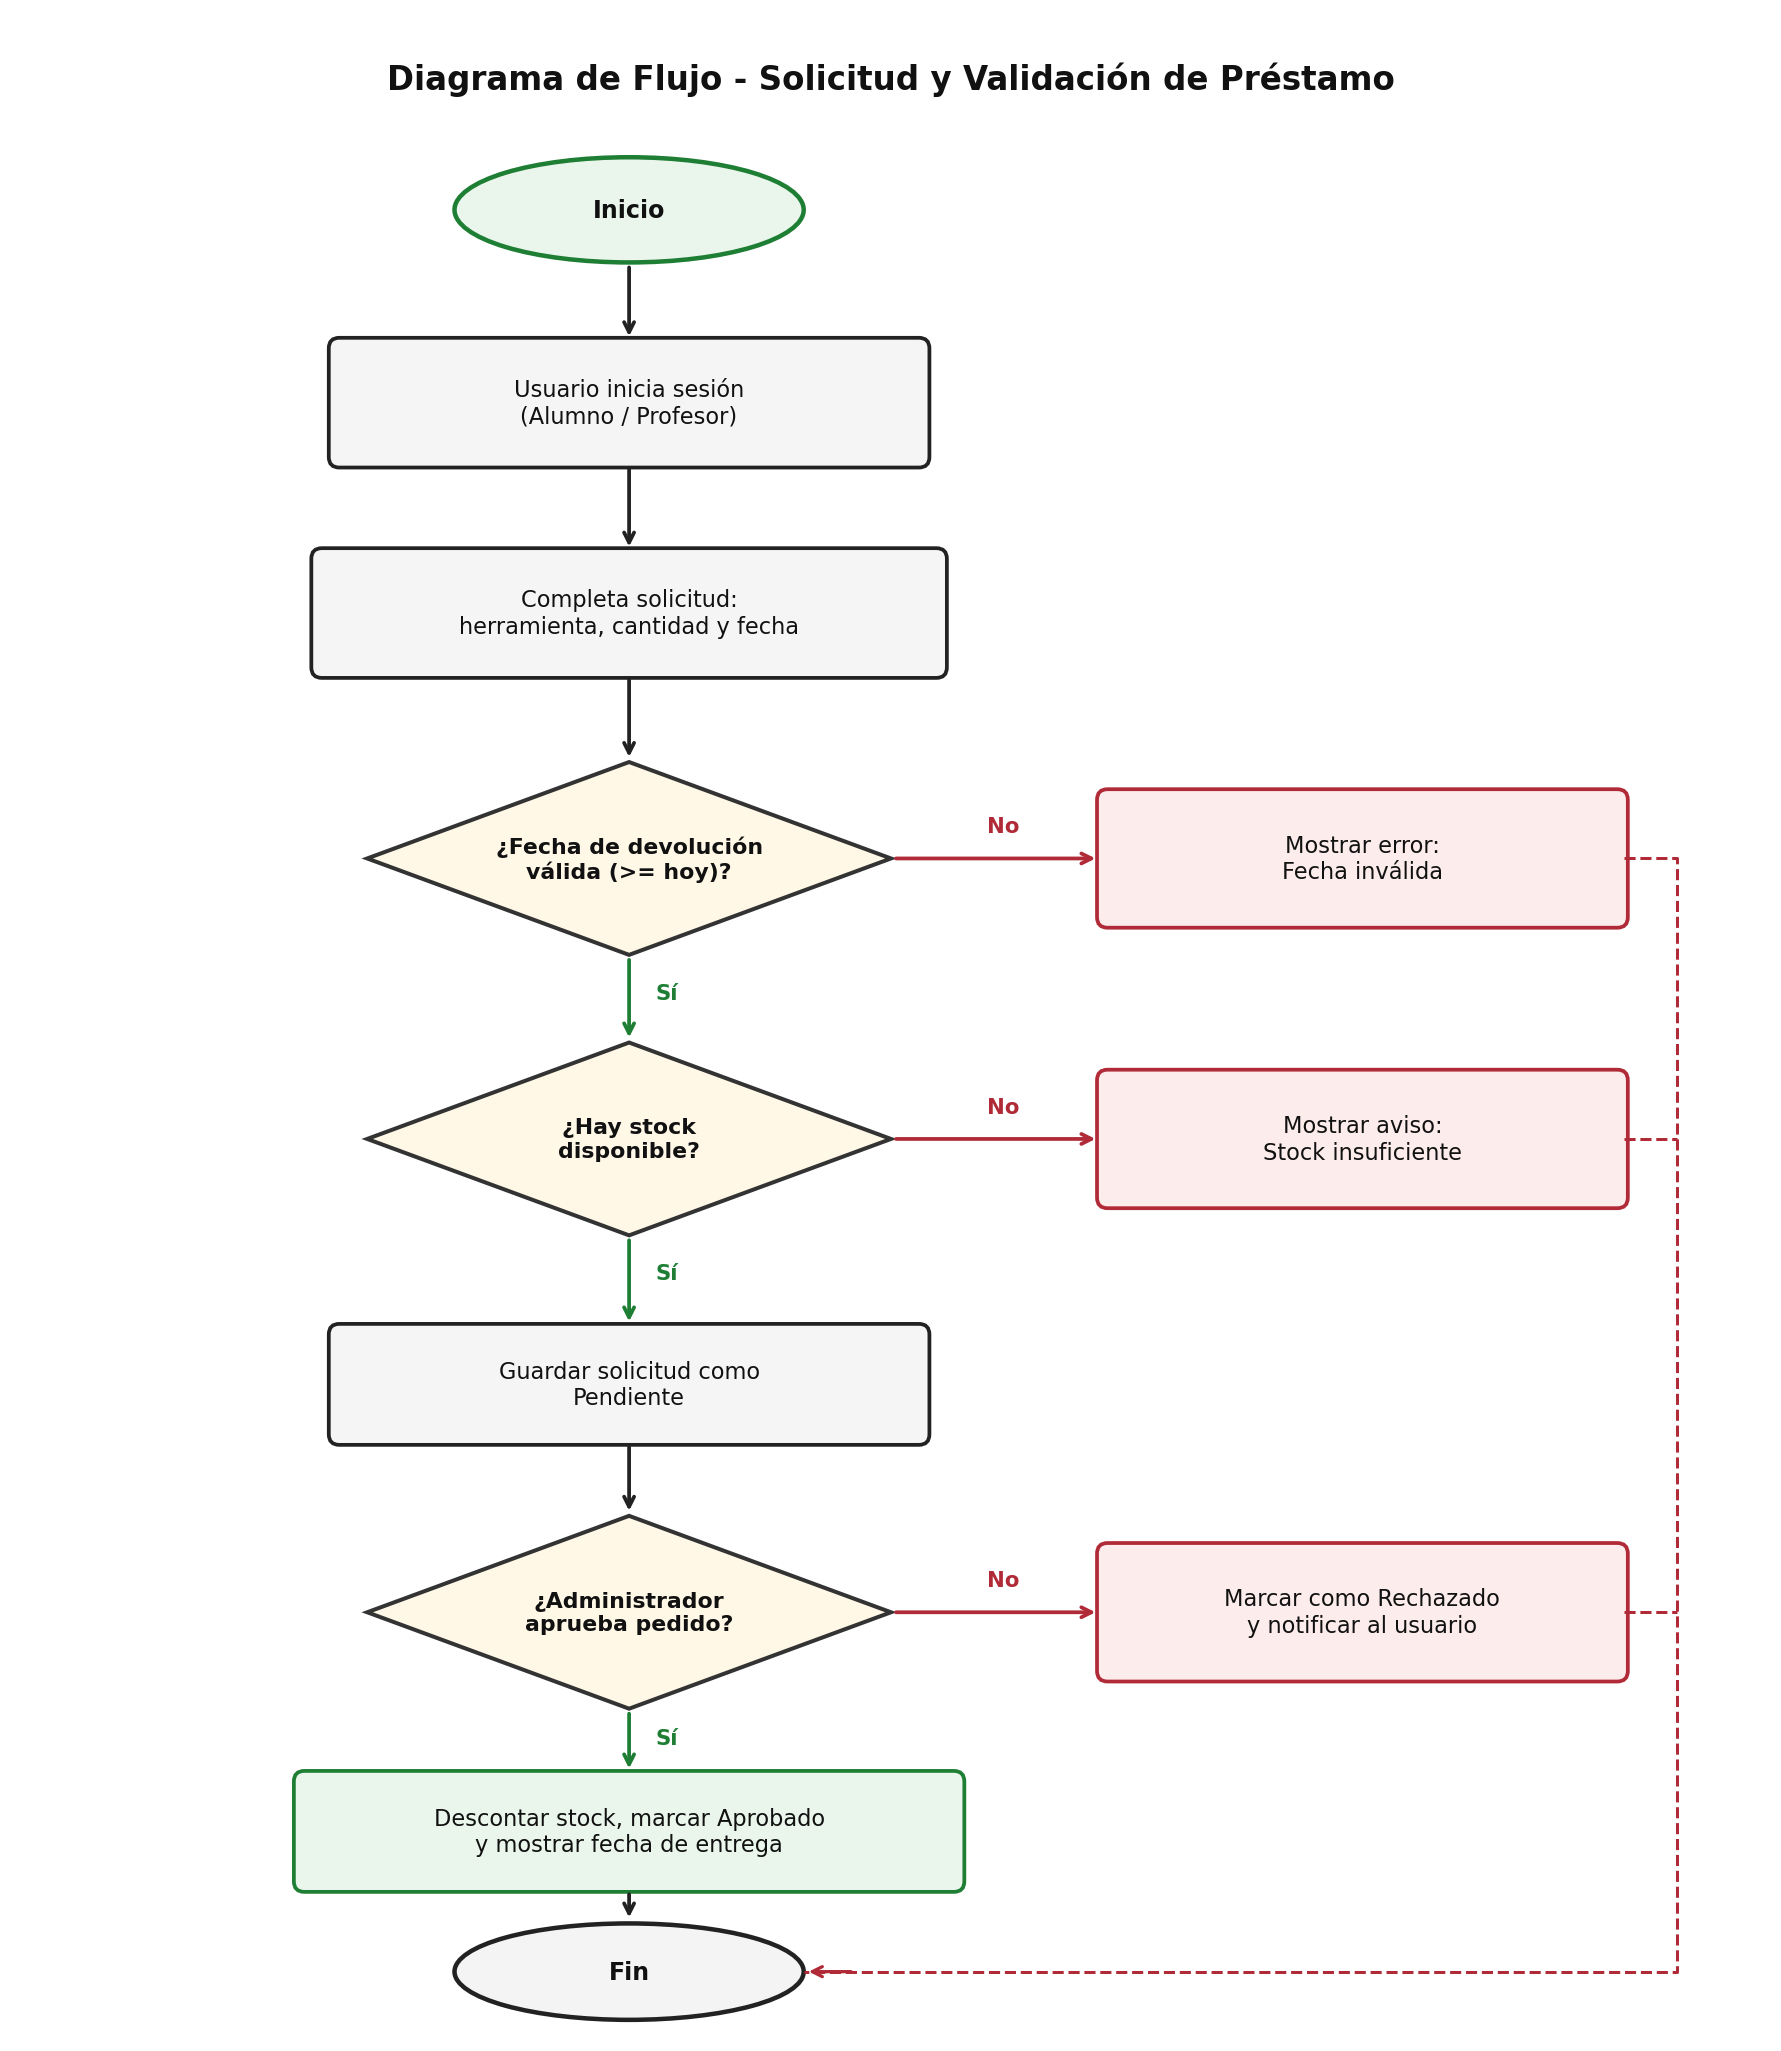 Diagrama de Flujo - Solicitud y Validación de Préstamo
Inicio
Usuario inicia sesión
(Alumno / Profesor)
Completa solicitud:
herramienta, cantidad y fecha
¿Fecha de devolución
válida (>= hoy)?
No
Mostrar error:
Fecha inválida
Sí
¿Hay stock
disponible?
No
Mostrar aviso:
Stock insuficiente
Sí
Guardar solicitud como
Pendiente
¿Administrador
aprueba pedido?
No
Marcar como Rechazado
y notificar al usuario
Sí
Descontar stock, marcar Aprobado
y mostrar fecha de entrega
Fin